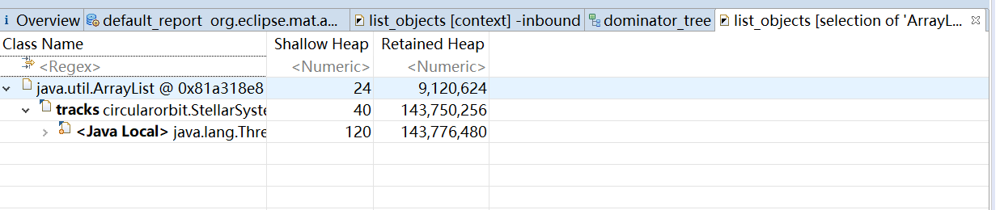 i Overview default_report org.eclipse.mat.a... list_objects [context] -inbound dominator_tree list_objects [selection of 'ArrayL...
Class Name Shallow Heap Retained Heap
<Regex> <Numeric> <Numeric>
java.util.ArrayList @ 0x81a318e8 24 9,120,624
tracks circularorbit.StellarSyste 40 143,750,256
<Java Local> java.lang.Thre 120 143,776,480